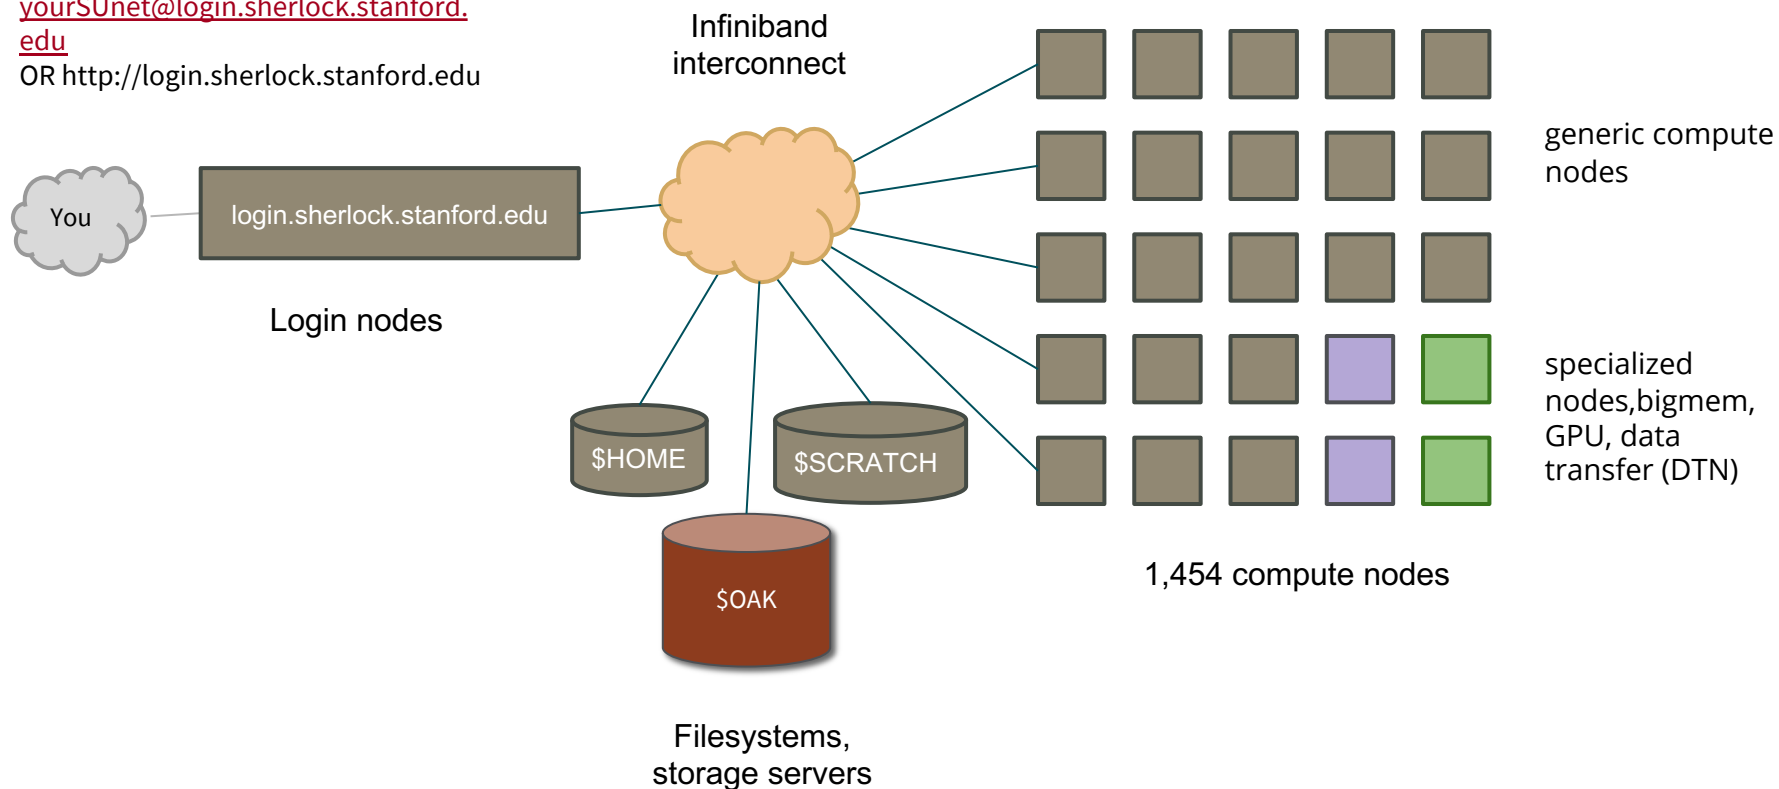 yourSUnet@login.sherlock.stanford.
edu
OR http://login.sherlock.stanford.edu
Infiniband
interconnect
generic compute
nodes
You
login.sherlock.stanford.edu
Login nodes
specialized
nodes,bigmem,
GPU, data
transfer (DTN)
$HOME
$SCRATCH
$OAK
1,454 compute nodes
Filesystems,
storage servers